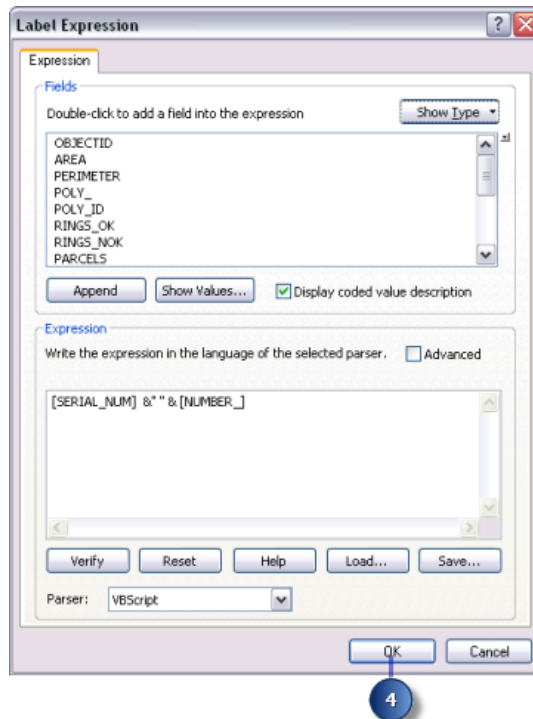 Label Expression
Expression
Fields
Double-click to add a field into the expression
Show Type
OBJECTID
AREA
PERIMETER
POLY_
POLY_ID
RINGS_OK
RINGS_NOK
PARCELS
Append
Show Values...
Display coded value description
Expression
Write the expression in the language of the selected parser.
Advanced
[SERIAL_NUM] &" " & [NUMBER_]
Verify
Reset
Help
Load...
Save...
Parser:
VBScript
OK
Cancel
4